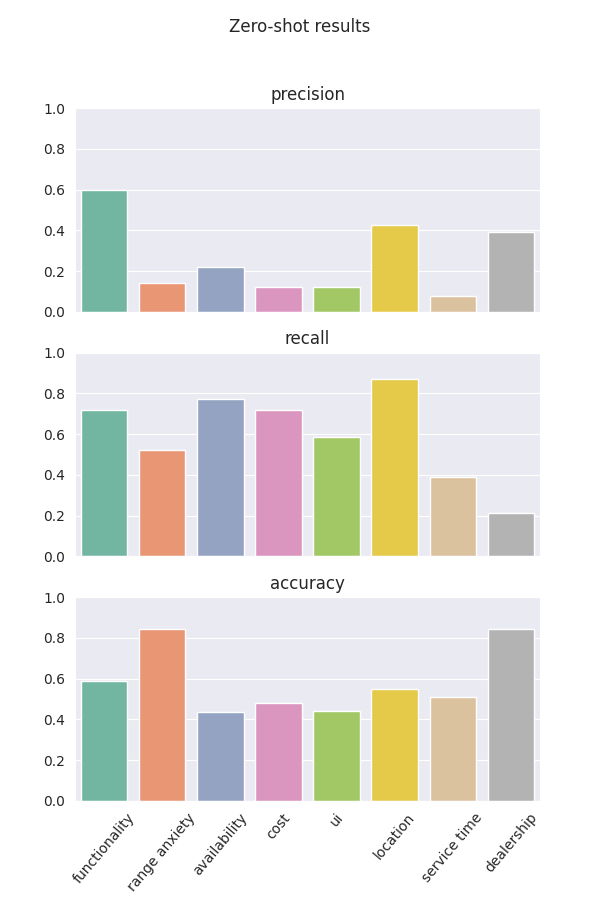 Zero-shot results
precision
1.0
0.8
0.6
0.4
0.2
0.0
recall
1.0
0.8
0.6
0.4
0.2
0.0
accuracy
1.0
0.8
0.6
0.4
0.2
0.0
functionality
range anxiety
availability
cost
ui
location
service time
dealership